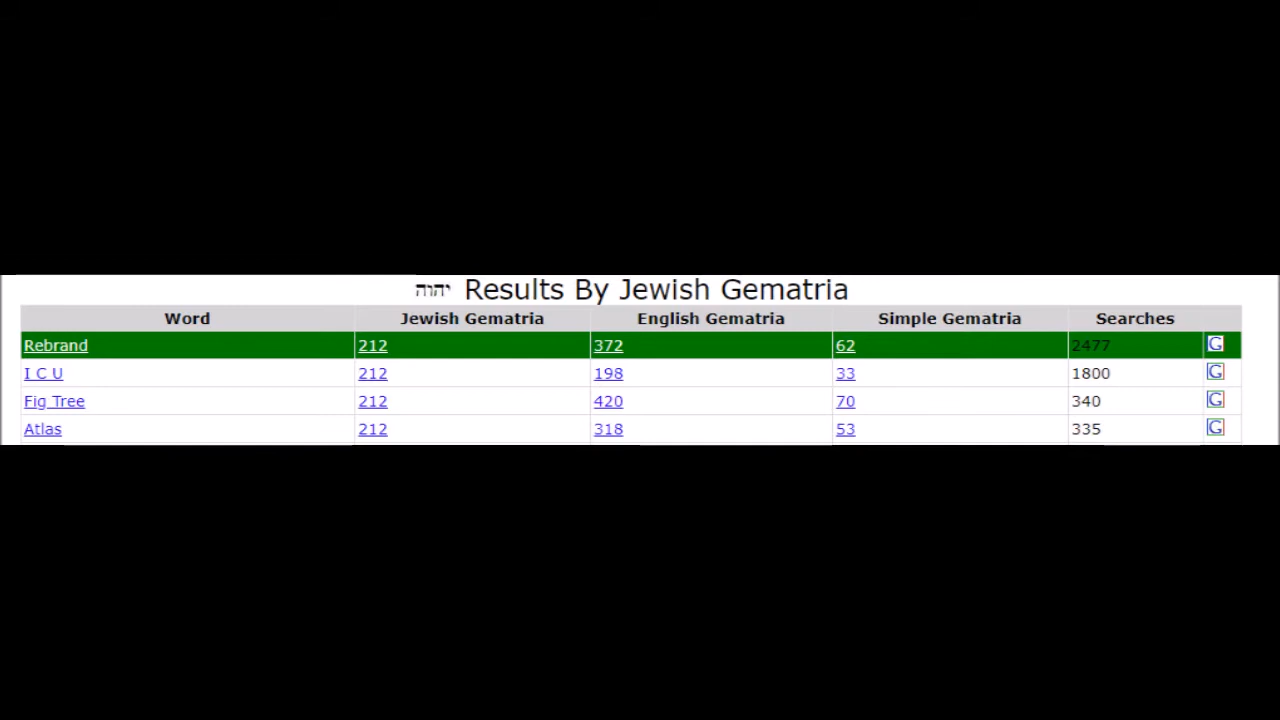 יהוה Results By Jewish Gematria
Word Jewish Gematria English Gematria Simple Gematria Searches
Rebrand 212 372 62 2477 G
I C U 212 198 33 1800 G
Fig Tree 212 420 70 340 G
Atlas 212 318 53 335 G